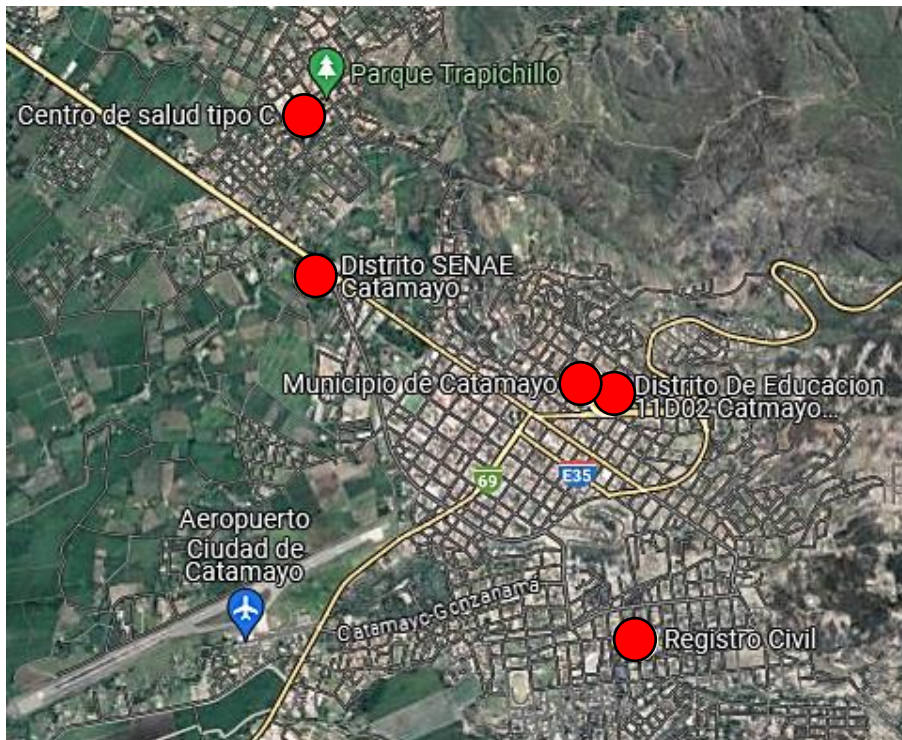 Parque Trapichillo
Centro de salud tipo C
Distrito SENAE
Catamayo
Municipio de Catamayo
Distrito De Educacion
11D02 Catmayo...
69
E35
Aeropuerto
Ciudad de
Catamayo
Catamayo-Gonzanamá
Registro Civil